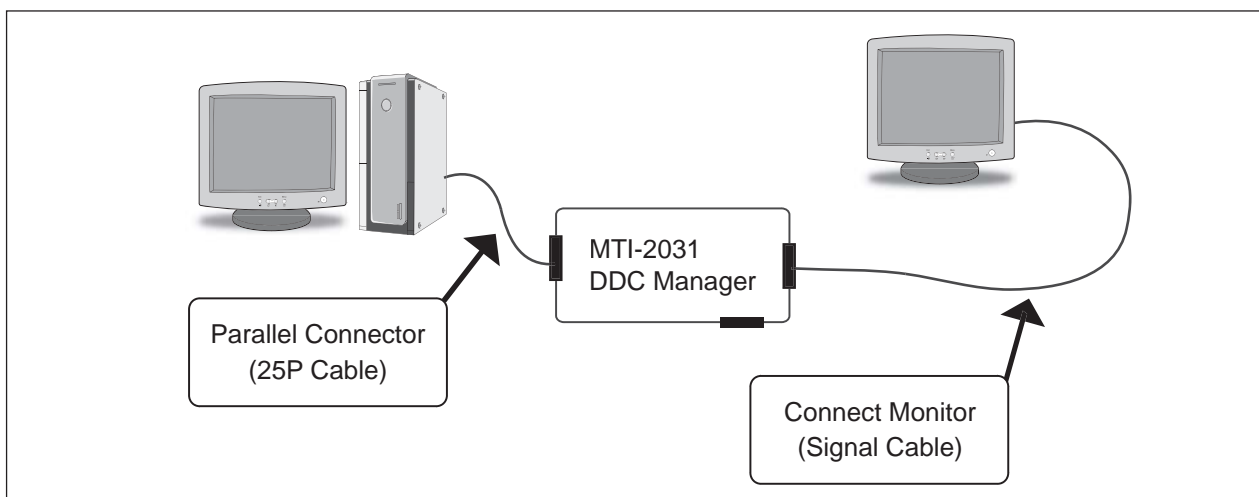 MTI-2031
DDC Manager
Parallel Connector
(25P Cable)
Connect Monitor
(Signal Cable)